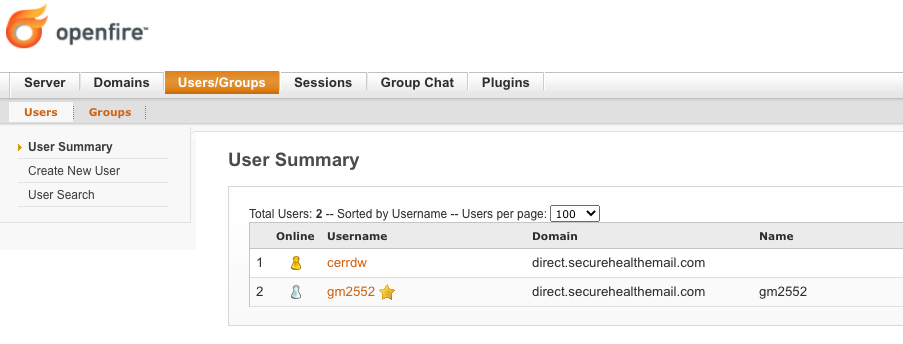 openfire™
Server Domains Users/Groups Sessions Group Chat Plugins
Users Groups
User Summary
Create New User
User Search
User Summary
Total Users: 2 -- Sorted by Username -- Users per page: 100
Online Username Domain Name
1 cerrdw direct.securehealthemail.com
2 gm2552 direct.securehealthemail.com gm2552